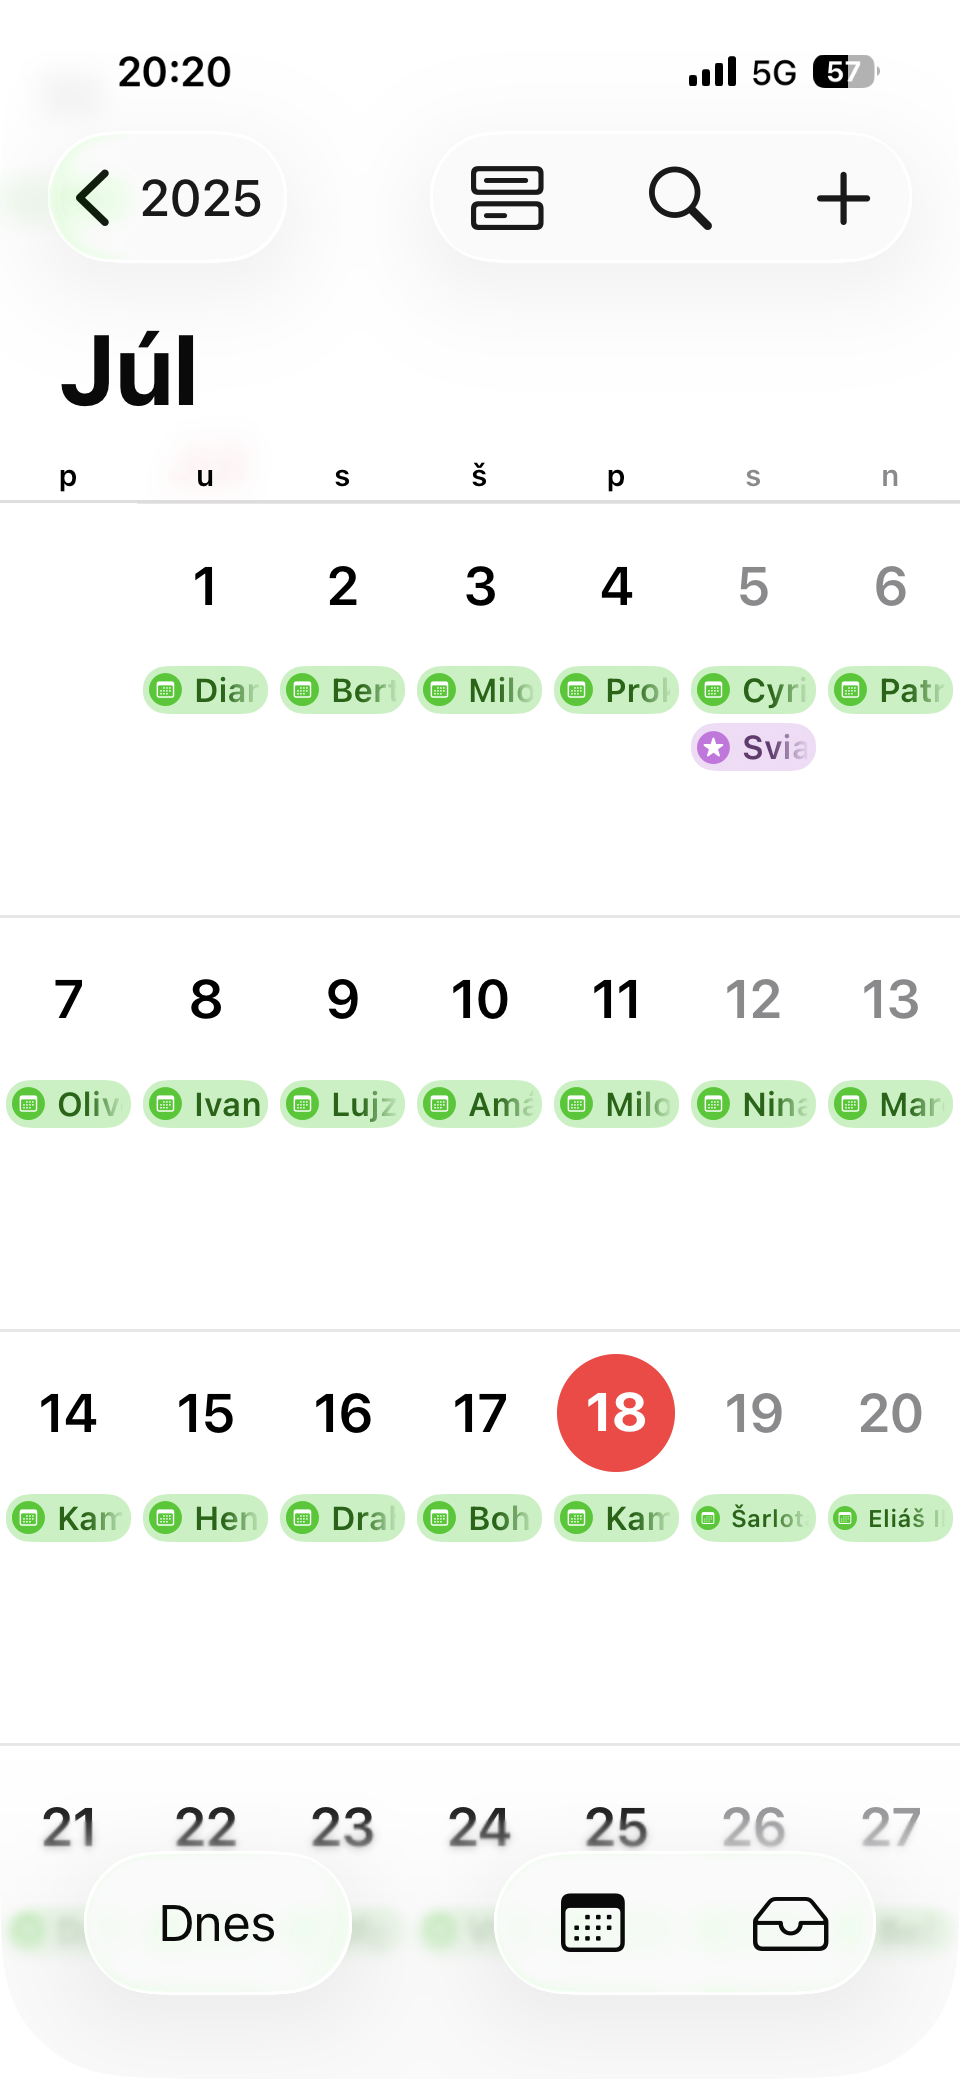 20:20 5G 57
2025
Júl
p u s š p s n
1 2 3 4 5 6
Diar Bert Milo Prok Cyri Patr
Svia
7 8 9 10 11 12 13
Oliv Ivan Lujz Amá Milo Nina Mar
14 15 16 17 18 19 20
Kam Hen Drah Boh Kam Šarlot Eliáš
21 22 23 24 25 26 27
Dnes